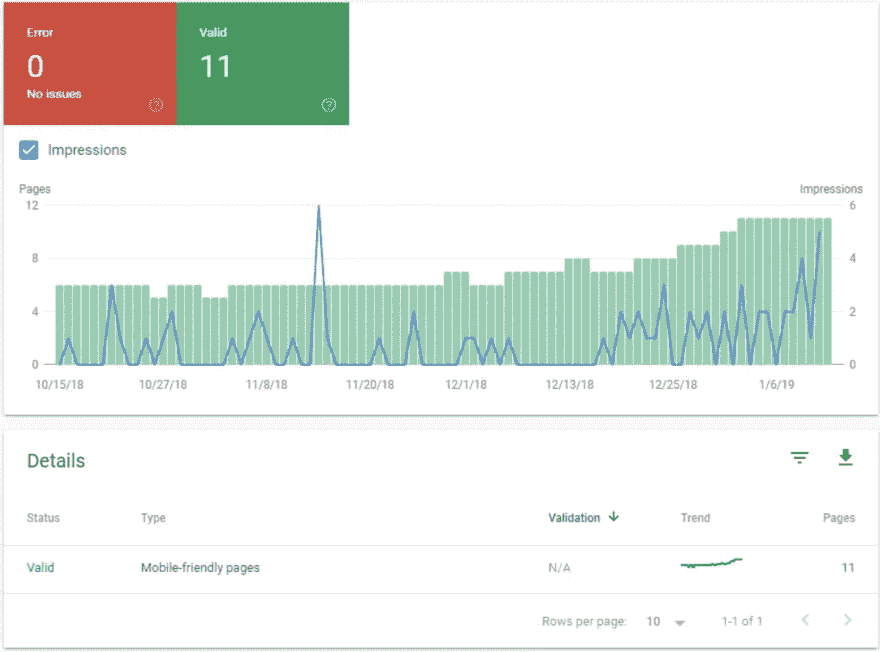 Error Valid
0 11
No issues
Impressions
Pages Impressions
12 6
8 4
4 2
0 0
10/15/18 10/27/18 11/8/18 11/20/18 12/1/18 12/13/18 12/25/18 1/6/19
Details
Status Type Validation Trend Pages
Valid Mobile-friendly pages N/A 11
Rows per page: 10 1-1 of 1